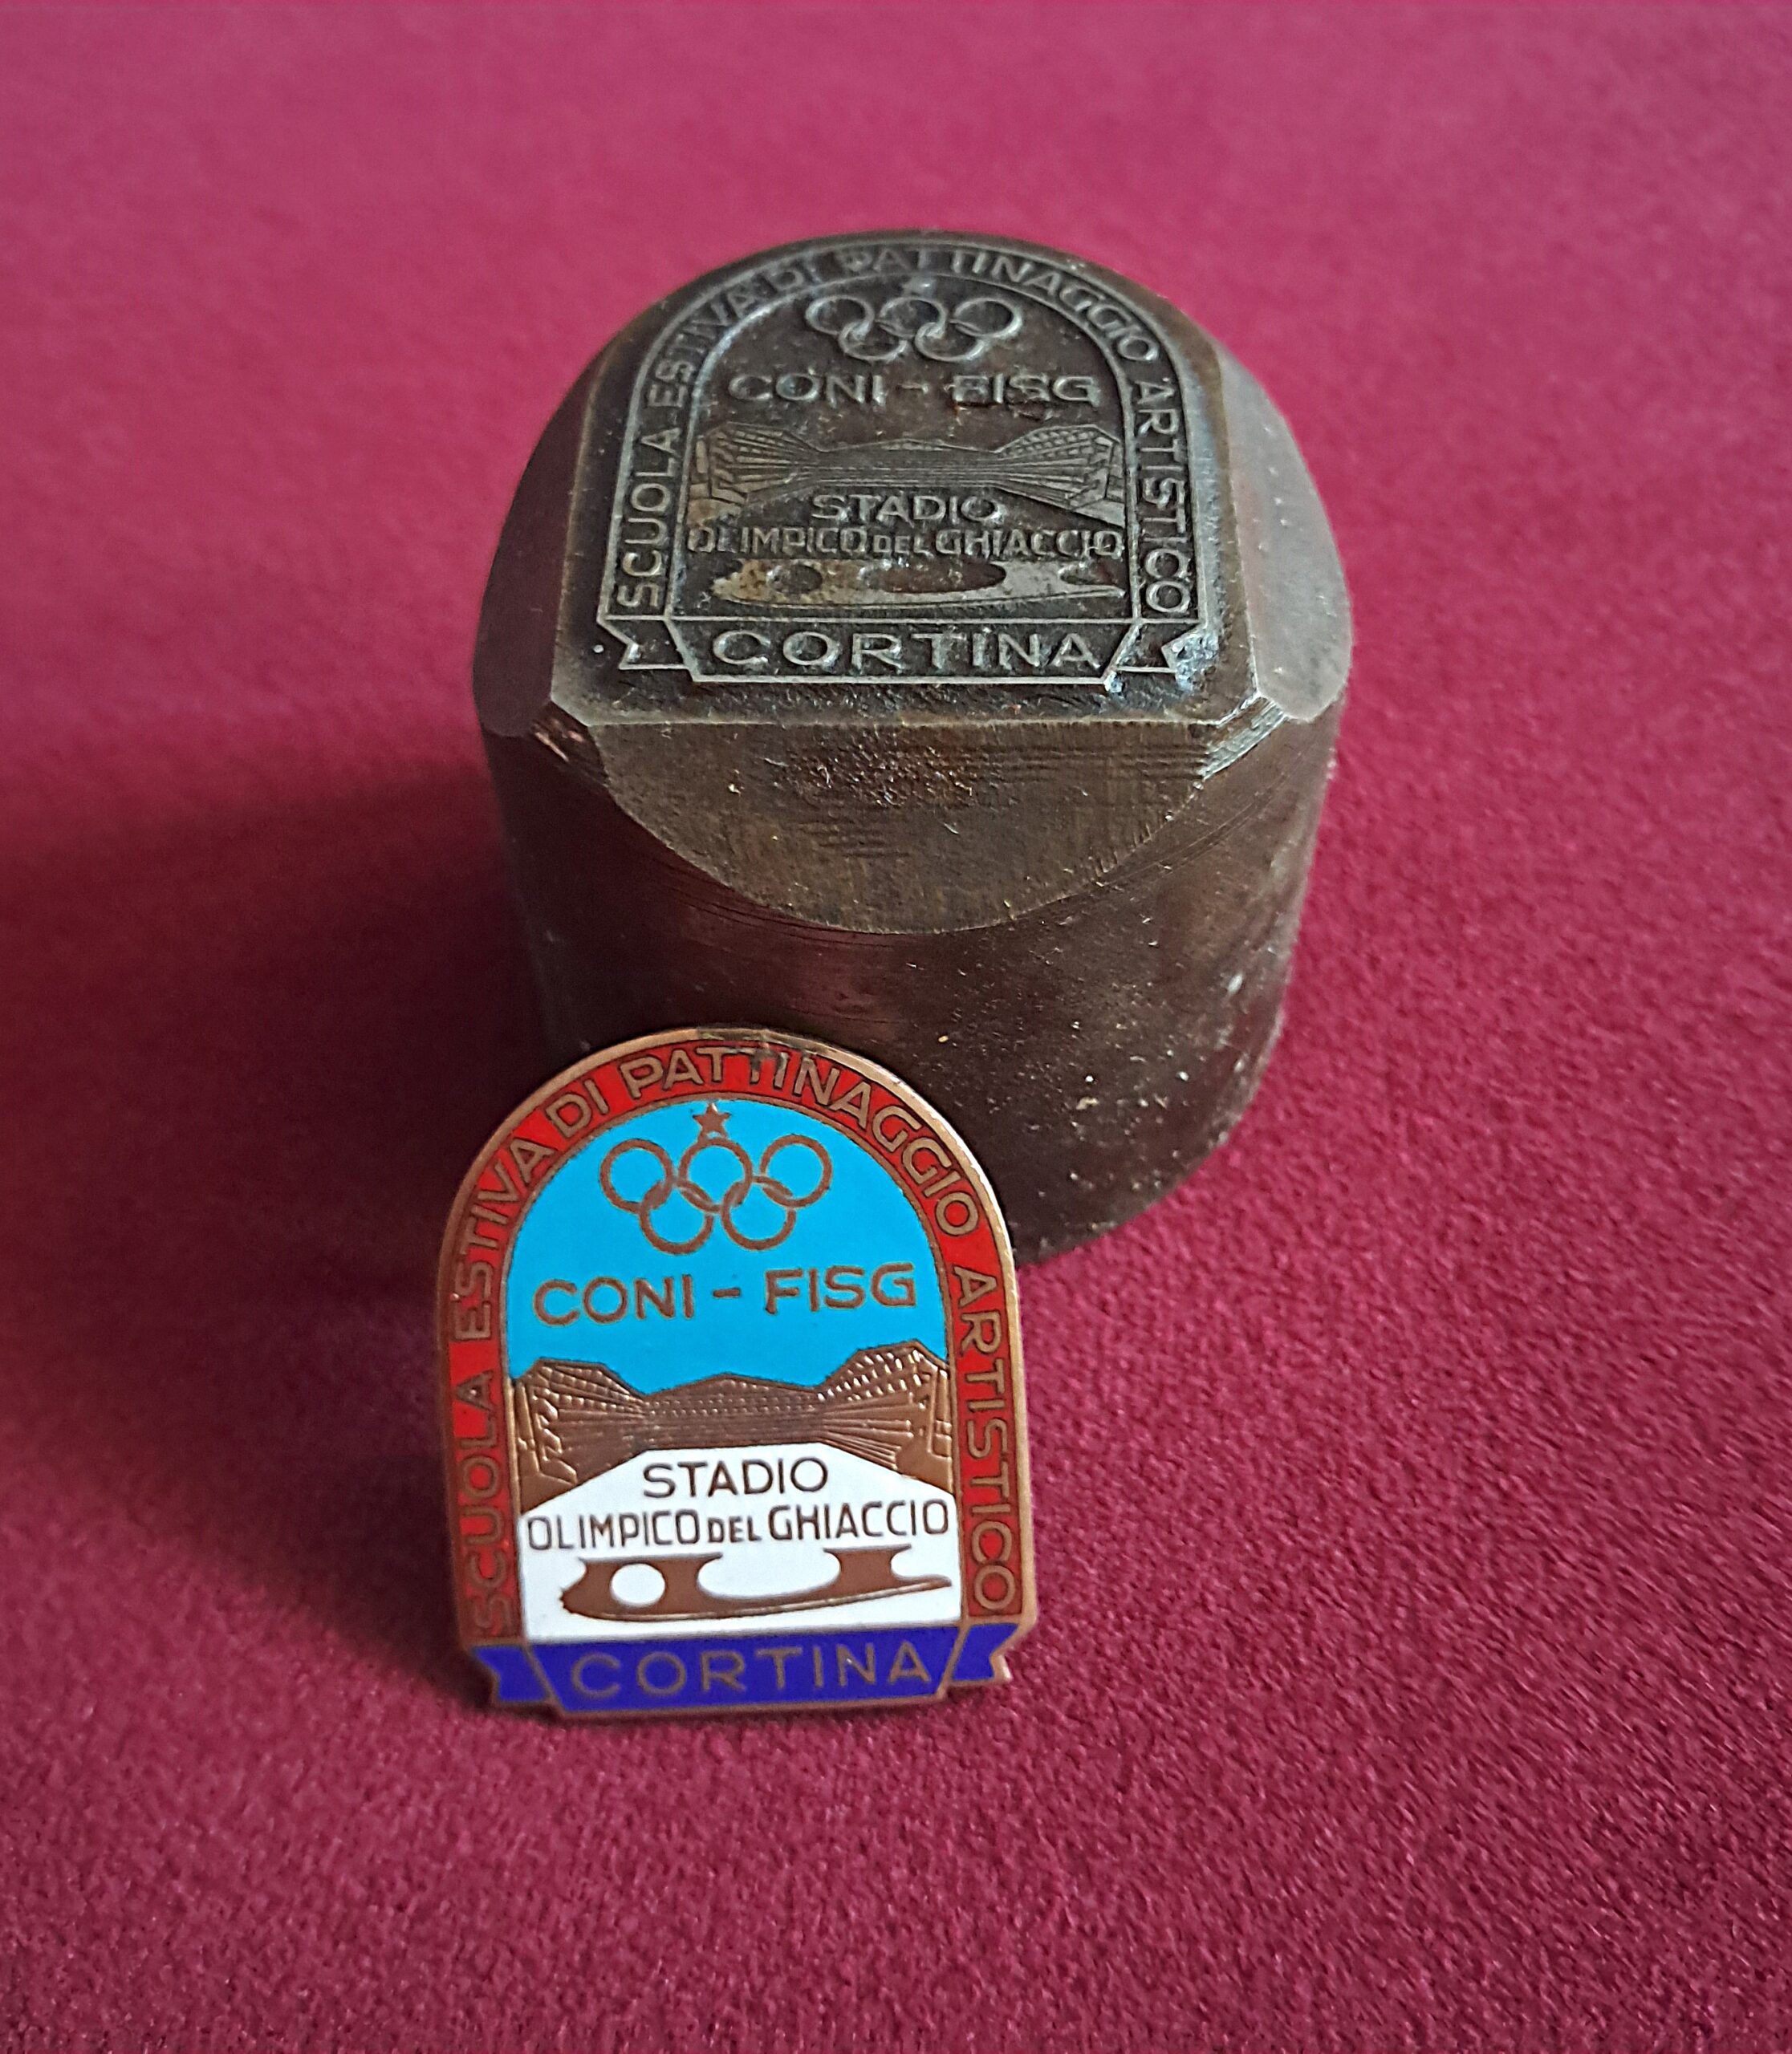 SCUOLA ESTIVA DI PATTINAGGIO ARTISTICO
CONI - FISG
STADIO
OLIMPICO DEL GHIACCIO
CORTINA
SCUOLA ESTIVA DI PATTINAGGIO ARTISTICO
CONI - FISG
STADIO
OLIMPICO DEL GHIACCIO
CORTINA